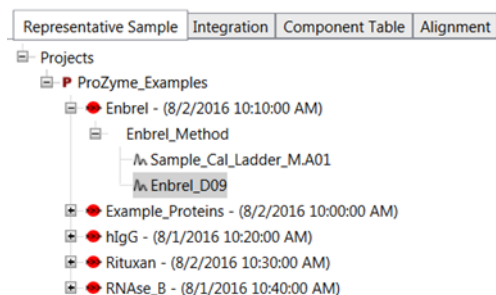 Representative Sample Integration Component Table Alignment
Projects
P ProZyme_Examples
Enbrel - (8/2/2016 10:10:00 AM)
Enbrel_Method
Sample_Cal_Ladder_M.A01
Enbrel_D09
Example_Proteins - (8/2/2016 10:00:00 AM)
hIgG - (8/1/2016 10:20:00 AM)
Rituxan - (8/2/2016 10:30:00 AM)
RNAse_B - (8/1/2016 10:40:00 AM)